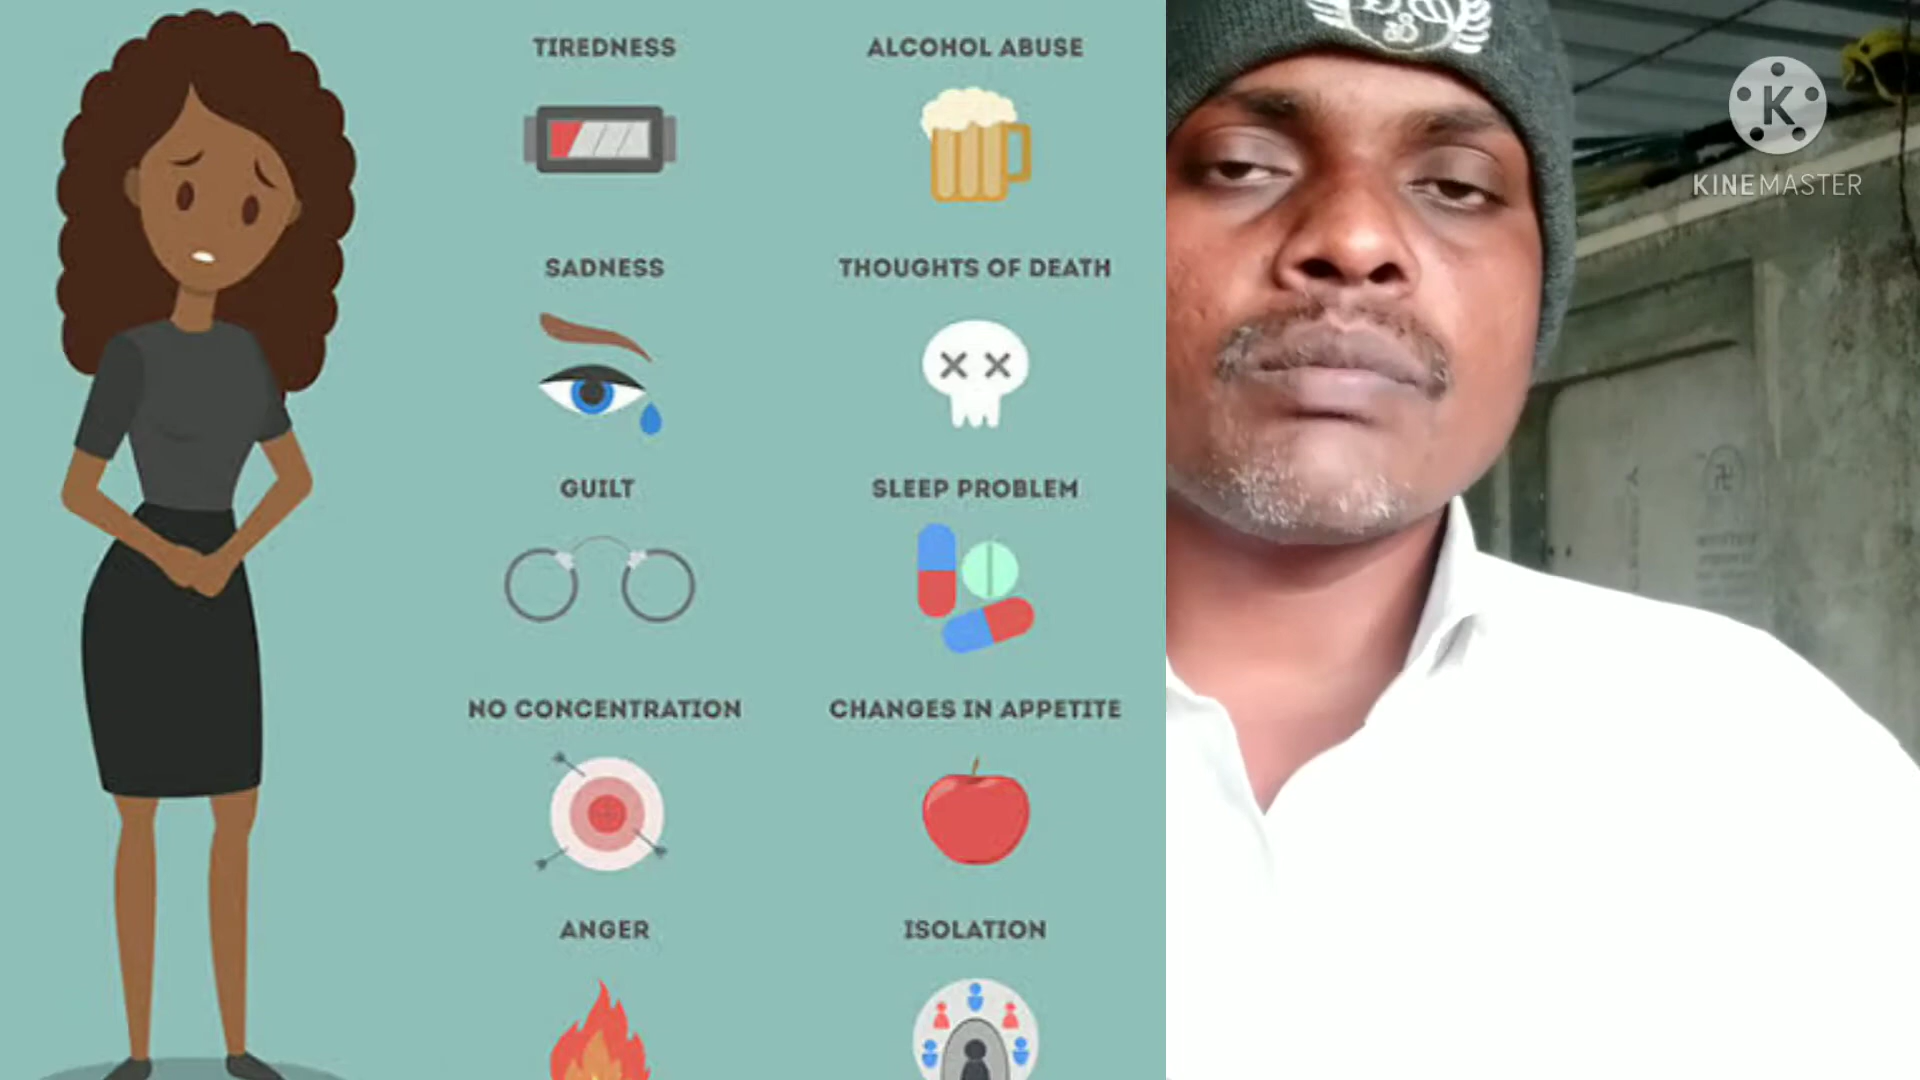 TIREDNESS
ALCOHOL ABUSE
SADNESS
THOUGHTS OF DEATH
GUILT
SLEEP PROBLEM
NO CONCENTRATION
CHANGES IN APPETITE
ANGER
ISOLATION
K
KINEMASTER